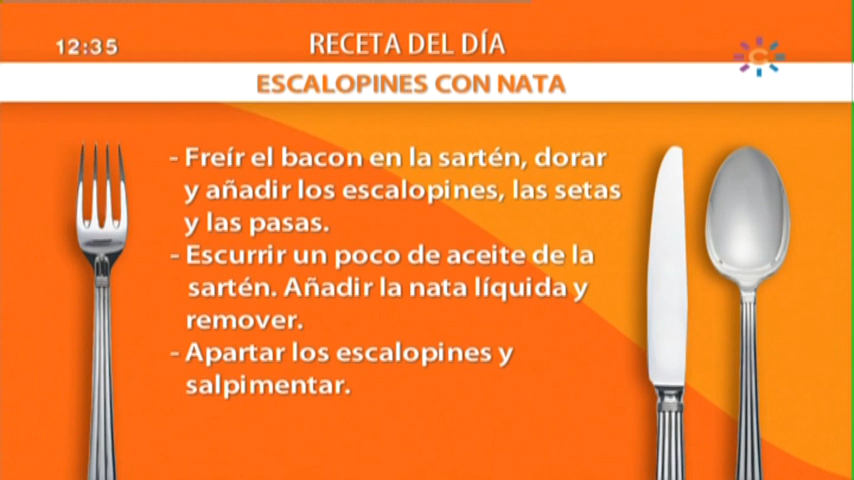 12:35
RECETA DEL DÍA
ESCALOPINES CON NATA
- Freír el bacon en la sartén, dorar
y añadir los escalopines, las setas
y las pasas.
- Escurrir un poco de aceite de la
sartén. Añadir la nata líquida y
remover.
- Apartar los escalopines y
salpimentar.